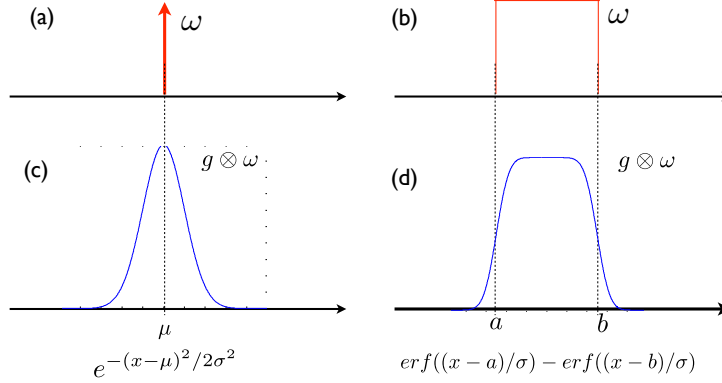 (a) ω (b) ω
(c) g ⊗ ω (d) g ⊗ ω
μ a b
e^{-(x-μ)^2/2σ^2} erf((x − a)/σ) − erf((x − b)/σ)